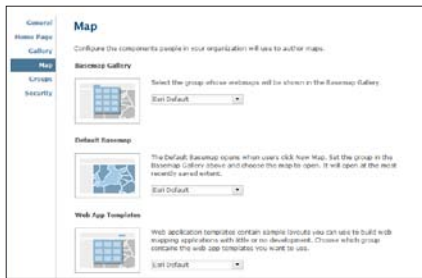 General
Home Page
Gallery
Map
Groups
Security
Map
Configure the components people in your organization will use to author maps.
Basemap Gallery
Select the group whose webmaps will be shown in the Basemap Gallery.
Esri Default
Default Basemap
The Default Basemap opens when users click New Map. Set the group in the
Basemap Gallery above and choose the map to open. It will open at the most
recently saved extent.
Esri Default
Web App Templates
Web application templates contain sample layouts you can use to build web
mapping applications with little or no development. Choose which group
contains the web app templates you want to use.
Esri Default